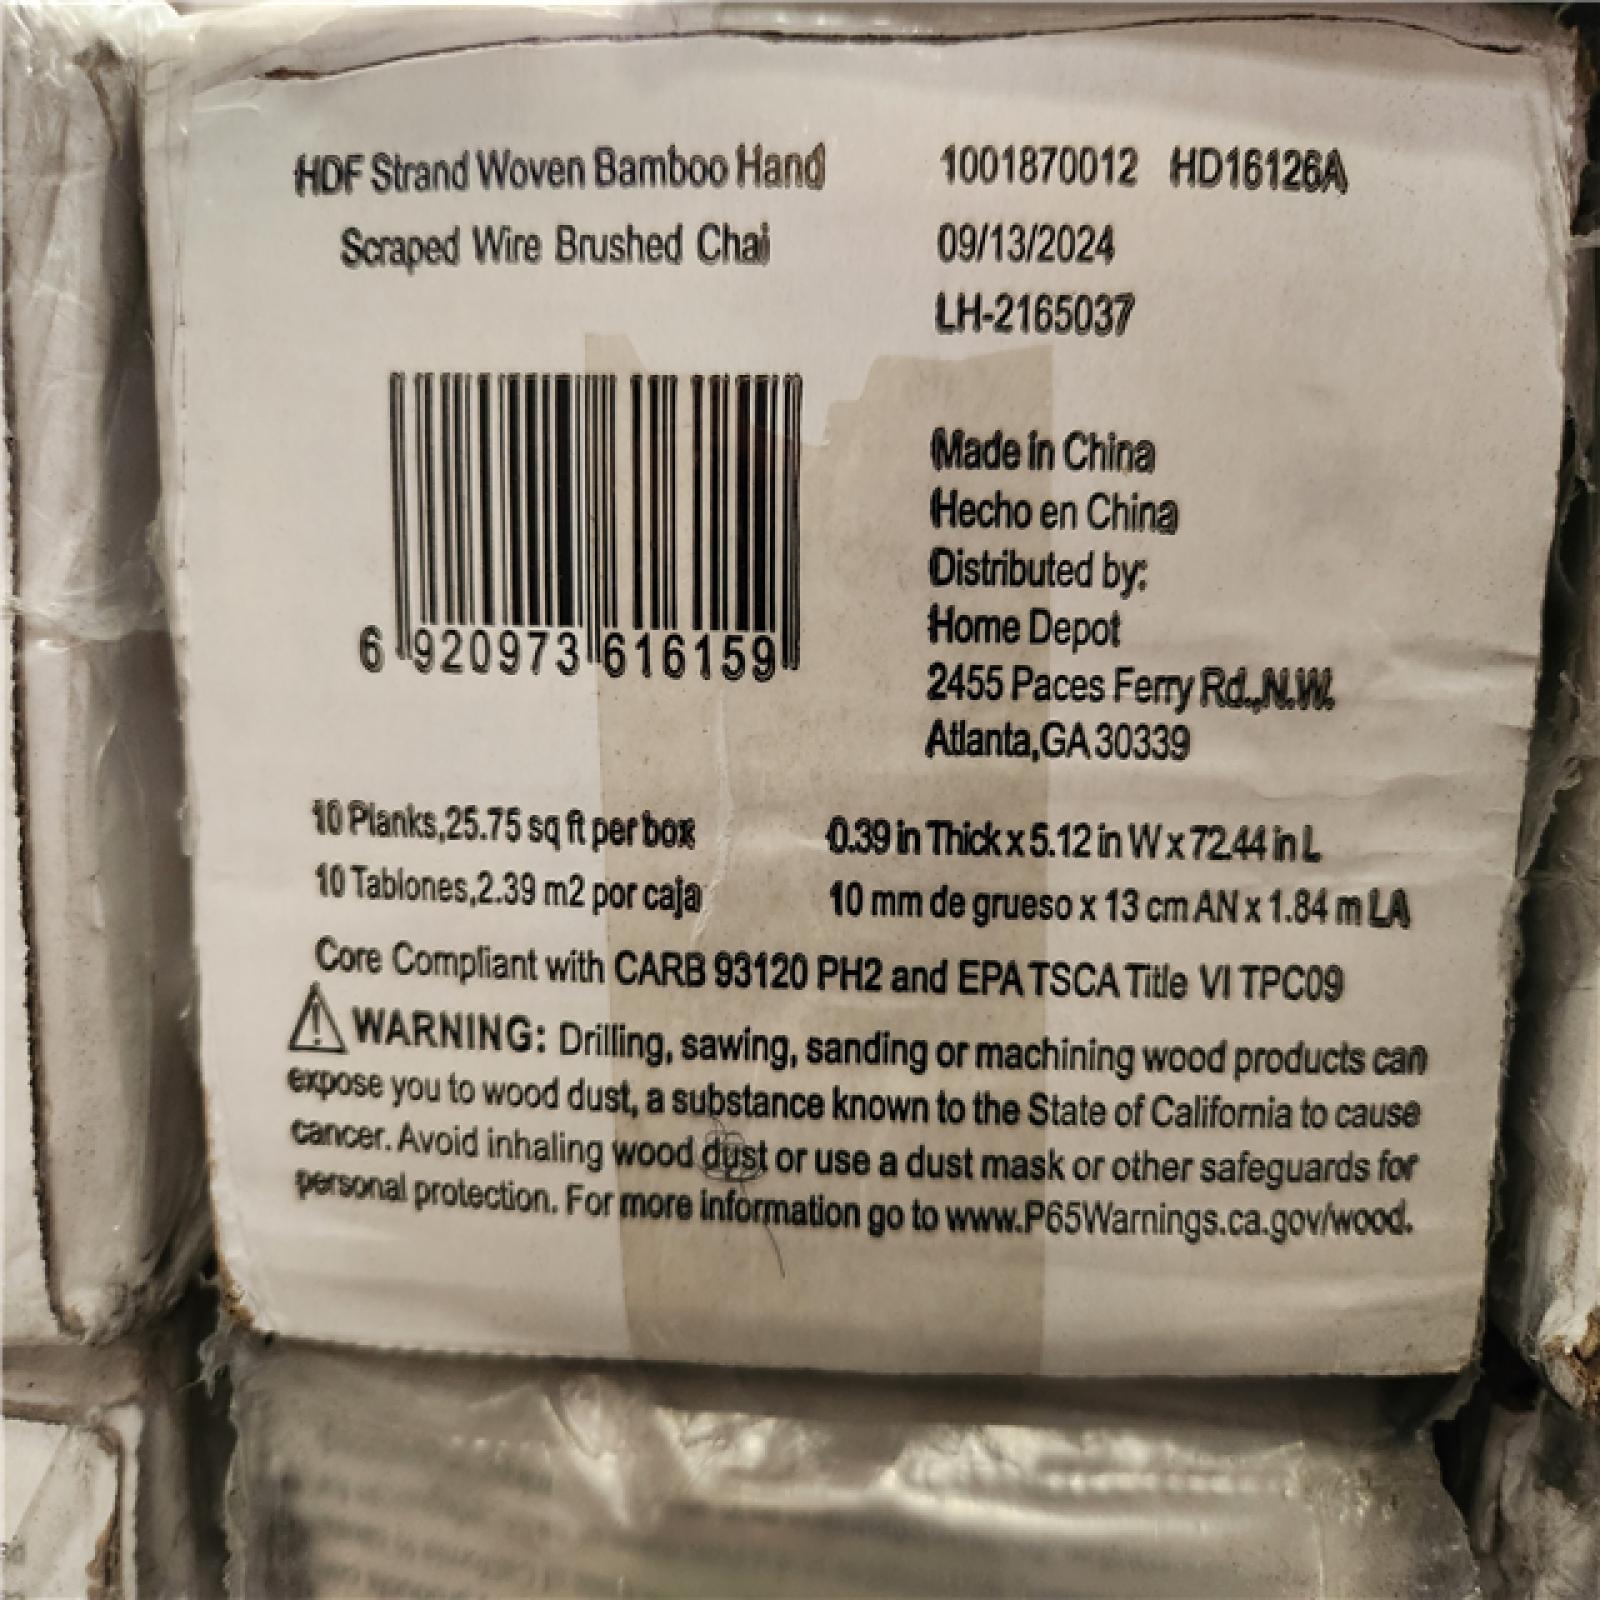 HDF Strand Woven Bamboo Hand
Scraped Wire Brushed Chai
1001870012 HD16126A
09/13/2024
LH-2165037
6 920973 616159
Made in China
Hecho en China
Distributed by:
Home Depot
2455 Paces Ferry Rd.,N.W.
Atlanta,GA 30339
10 Planks,25.75 sq ft per box
0.39 in Thick x 5.12 in W x 72.44 in L
10 Tablones,2.39 m2 por caja
10 mm de grueso x 13 cm AN x 1.84 m LA
Core Compliant with CARB 93120 PH2 and EPA TSCA Title VI TPC09
WARNING: Drilling, sawing, sanding or machining wood products can
expose you to wood dust, a substance known to the State of California to cause
cancer. Avoid inhaling wood dust or use a dust mask or other safeguards for
personal protection. For more information go to www.P65Warnings.ca.gov/wood.